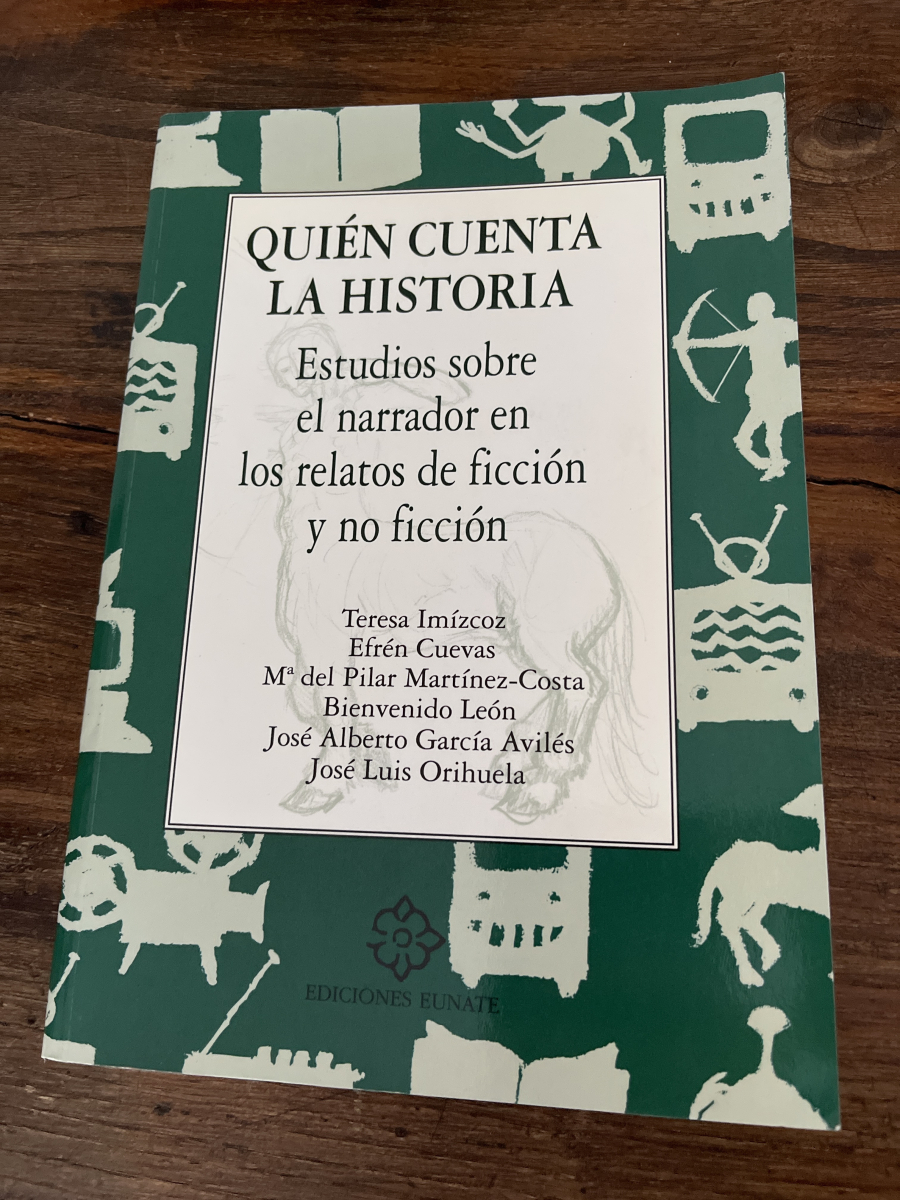 QUIÉN CUENTA
LA HISTORIA
Estudios sobre
el narrador en
los relatos de ficción
y no ficción
Teresa Imízcoz
Efrén Cuevas
Mª del Pilar Martínez-Costa
Bienvenido León
José Alberto García Avilés
José Luis Orihuela
EDICIONES EUNATE